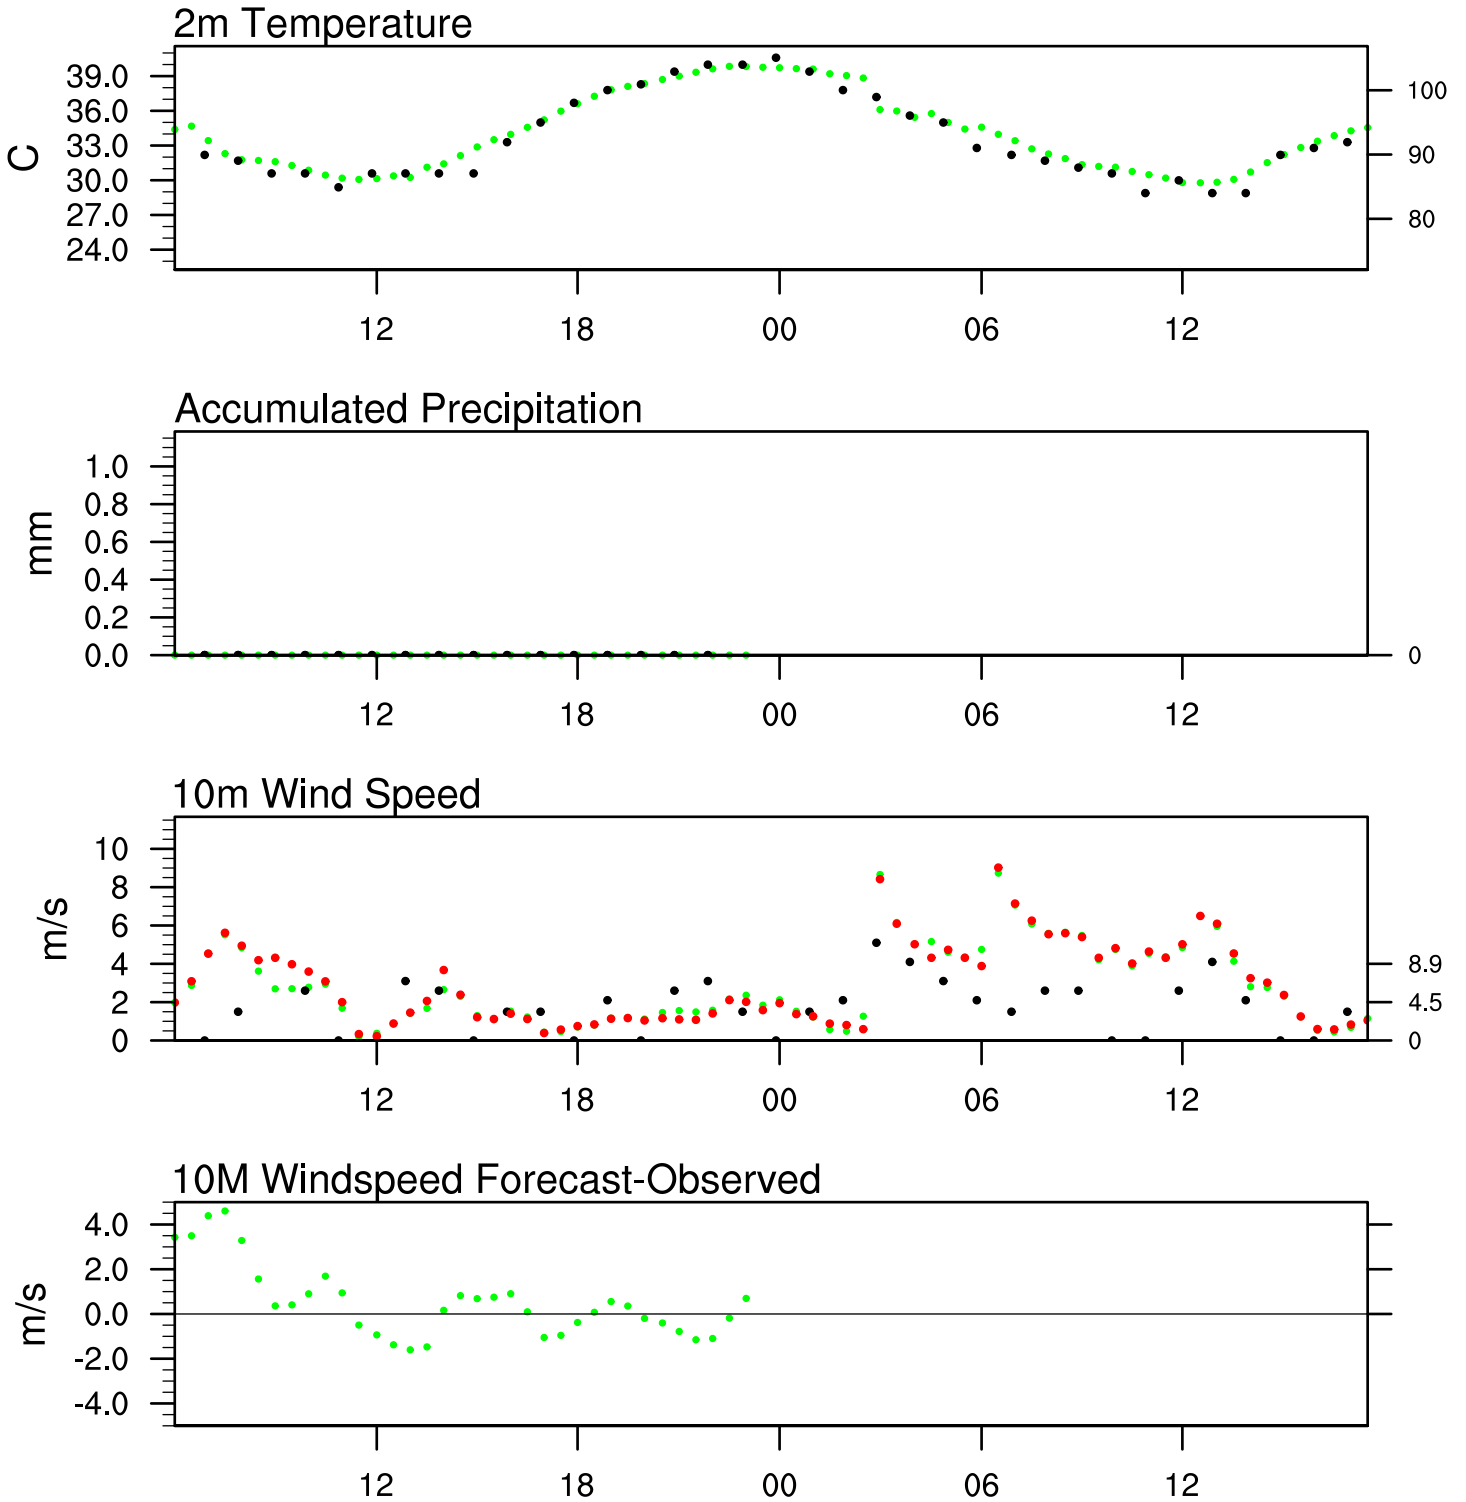 2m Temperature
39.0
36.0
33.0
30.0
27.0
24.0
C
100
90
80
12 18 00 06 12
Accumulated Precipitation
1.0
0.8
0.6
0.4
0.2
0.0
mm
0
12 18 00 06 12
10m Wind Speed
10
8
6
4
2
0
m/s
8.9
4.5
0
12 18 00 06 12
10M Windspeed Forecast-Observed
4.0
2.0
0.0
-2.0
-4.0
m/s
12 18 00 06 12